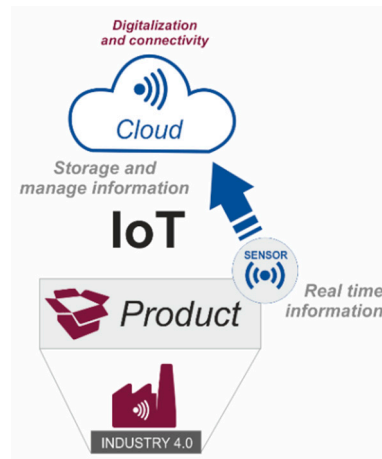 Digitalization
and connectivity
Cloud
Storage and
manage information
IoT
SENSOR
Product
Real time
information
INDUSTRY 4.0